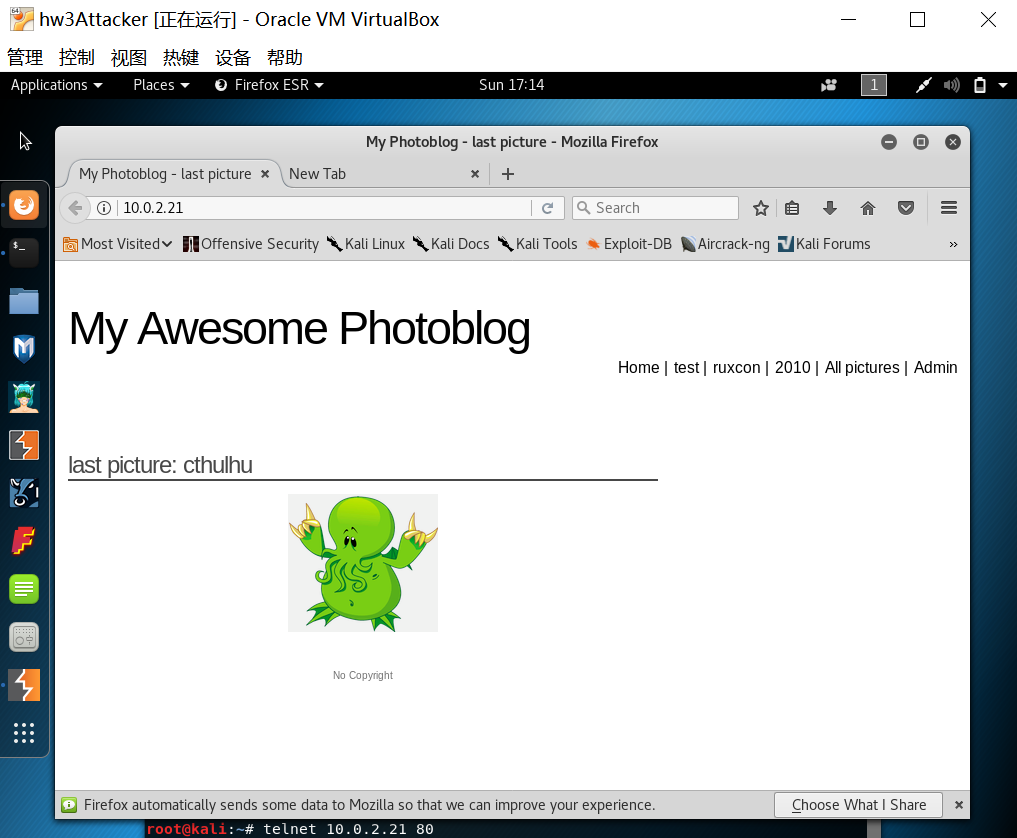 hw3Attacker [正在运行] - Oracle VM VirtualBox
管理 控制 视图 热键 设备 帮助
Applications Places Firefox ESR Sun 17:14 1
My Photoblog - last picture - Mozilla Firefox
My Photoblog - last picture New Tab
10.0.2.21 Search
Most Visited Offensive Security Kali Linux Kali Docs Kali Tools Exploit-DB Aircrack-ng Kali Forums »
My Awesome Photoblog
Home | test | ruxcon | 2010 | All pictures | Admin
last picture: cthulhu
No Copyright
Firefox automatically sends some data to Mozilla so that we can improve your experience. Choose What I Share
root@kali:~# telnet 10.0.2.21 80